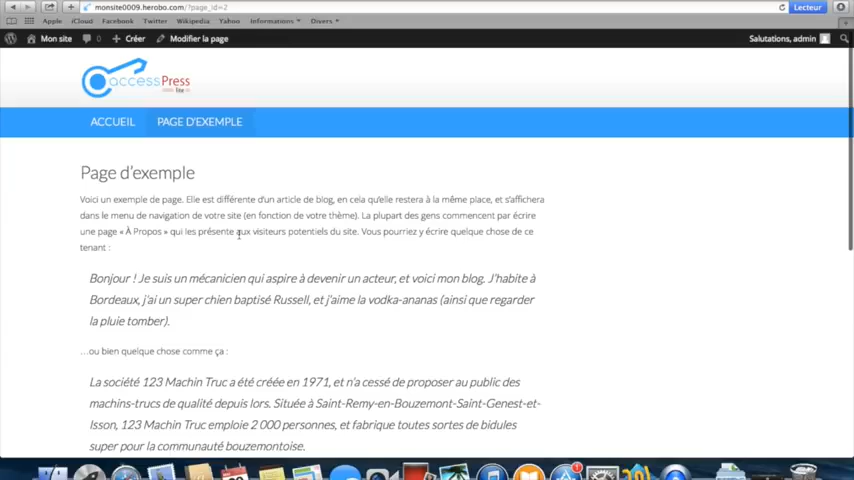 monsite0009.herobo.com/?page_id=2
Lecteur
Apple iCloud Facebook Twitter Wikipedia Yahoo Informations Divers
Mon site 0 Créer Modifier la page Salutations, admin
accessPress
lite
ACCUEIL PAGE D'EXEMPLE
Page d'exemple
Voici un exemple de page. Elle est différente d'un article de blog, en cela qu'elle restera à la même place, et s'affichera
dans le menu de navigation de votre site (en fonction de votre thème). La plupart des gens commencent par écrire
une page « À Propos » qui les présente aux visiteurs potentiels du site. Vous pourriez y écrire quelque chose de ce
tenant :
Bonjour ! Je suis un mécanicien qui aspire à devenir un acteur, et voici mon blog. J'habite à
Bordeaux, j'ai un super chien baptisé Russell, et j'aime la vodka-ananas (ainsi que regarder
la pluie tomber).
...ou bien quelque chose comme ça :
La société 123 Machin Truc a été créée en 1971, et n'a cessé de proposer au public des
machins-trucs de qualité depuis lors. Située à Saint-Remy-en-Bouzemont-Saint-Genest-et-
Isson, 123 Machin Truc emploie 2 000 personnes, et fabrique toutes sortes de bidules
super pour la communauté bouzemontoise.